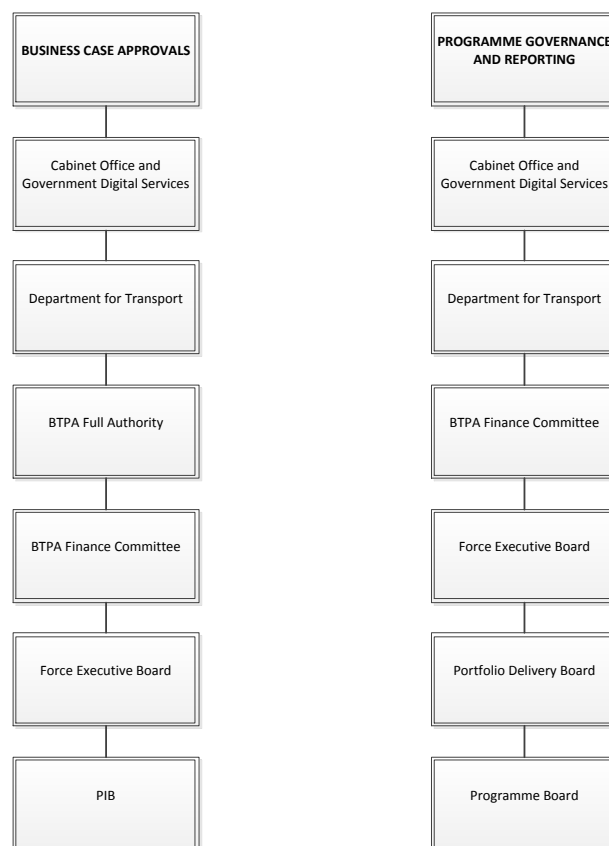 BUSINESS CASE APPROVALS
Cabinet Office and
Government Digital Services
Department for Transport
BTPA Full Authority
BTPA Finance Committee
Force Executive Board
PIB
PROGRAMME GOVERNANCE
AND REPORTING
Cabinet Office and
Government Digital Services
Department for Transport
BTPA Finance Committee
Force Executive Board
Portfolio Delivery Board
Programme Board